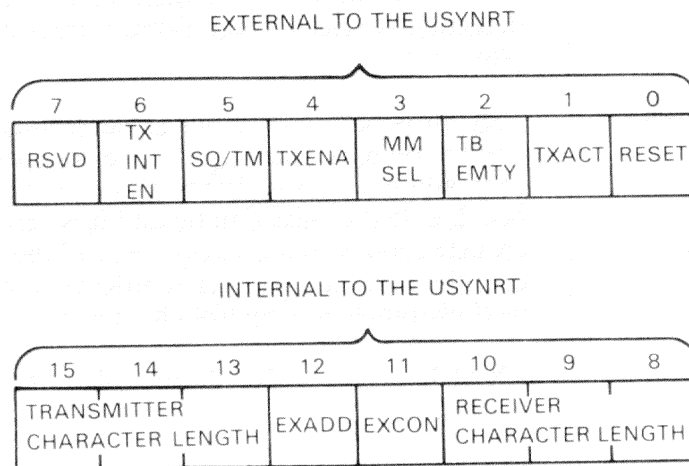 EXTERNAL TO THE USYNRT
7 6 5 4 3 2 1 0
RSVD TX INT EN SQ/TM TXENA MM SEL TB EMTY TXACT RESET
INTERNAL TO THE USYNRT
15 14 13 12 11 10 9 8
TRANSMITTER CHARACTER LENGTH EXADD EXCON RECEIVER CHARACTER LENGTH